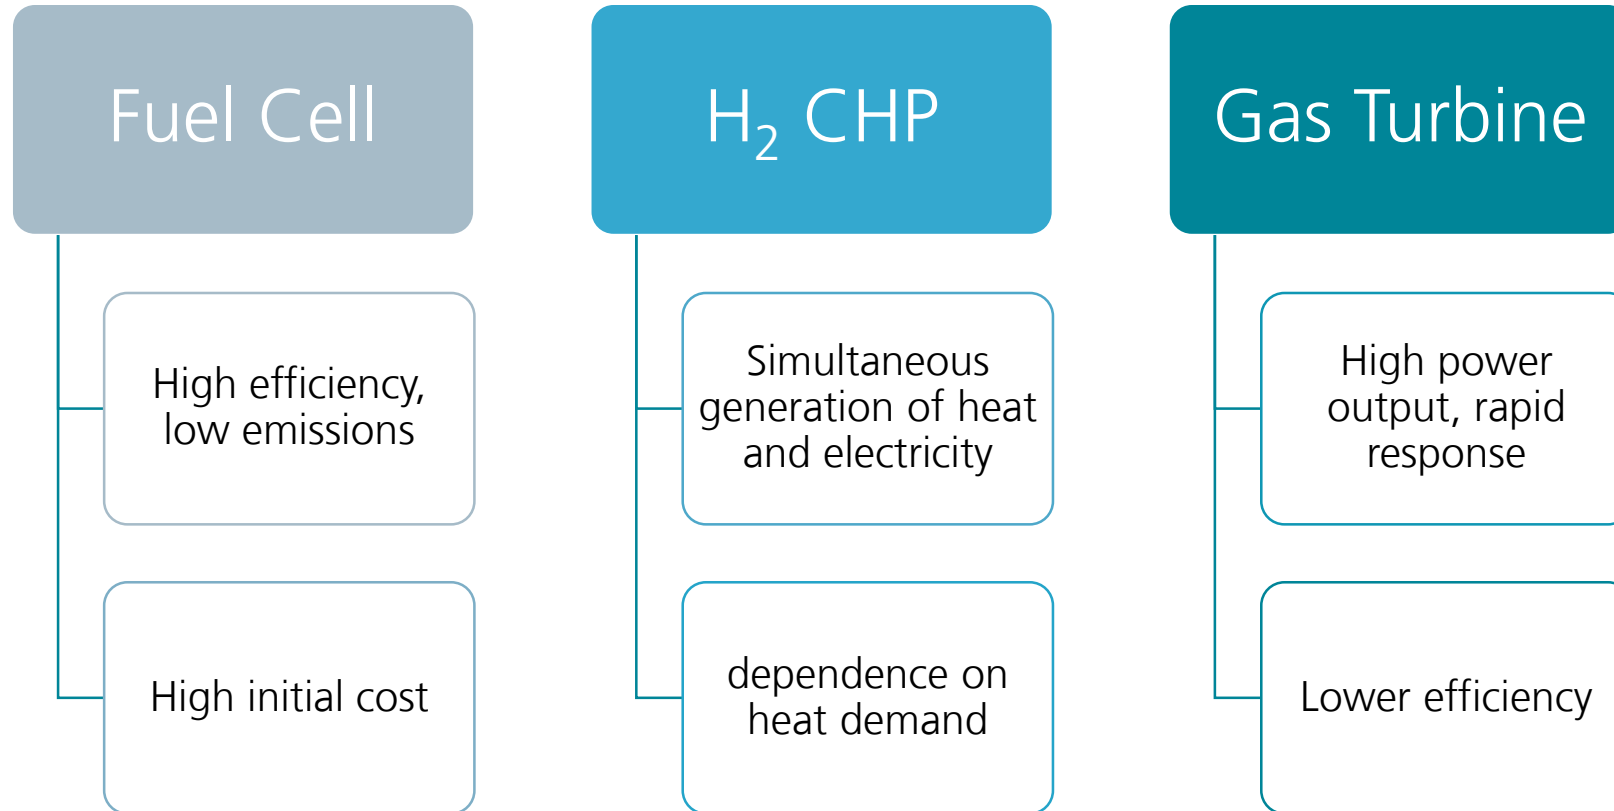 Fuel Cell
High efficiency,
low emissions
High initial cost
H₂ CHP
Simultaneous
generation of heat
and electricity
dependence on
heat demand
Gas Turbine
High power
output, rapid
response
Lower efficiency